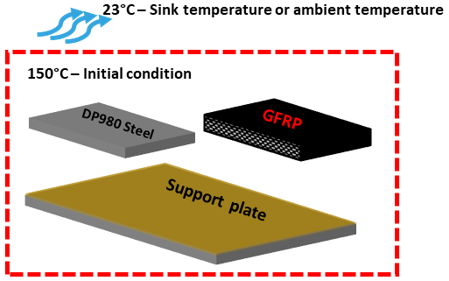 23°C – Sink temperature or ambient temperature
150°C – Initial condition
DP980 Steel
GFRP
Support plate